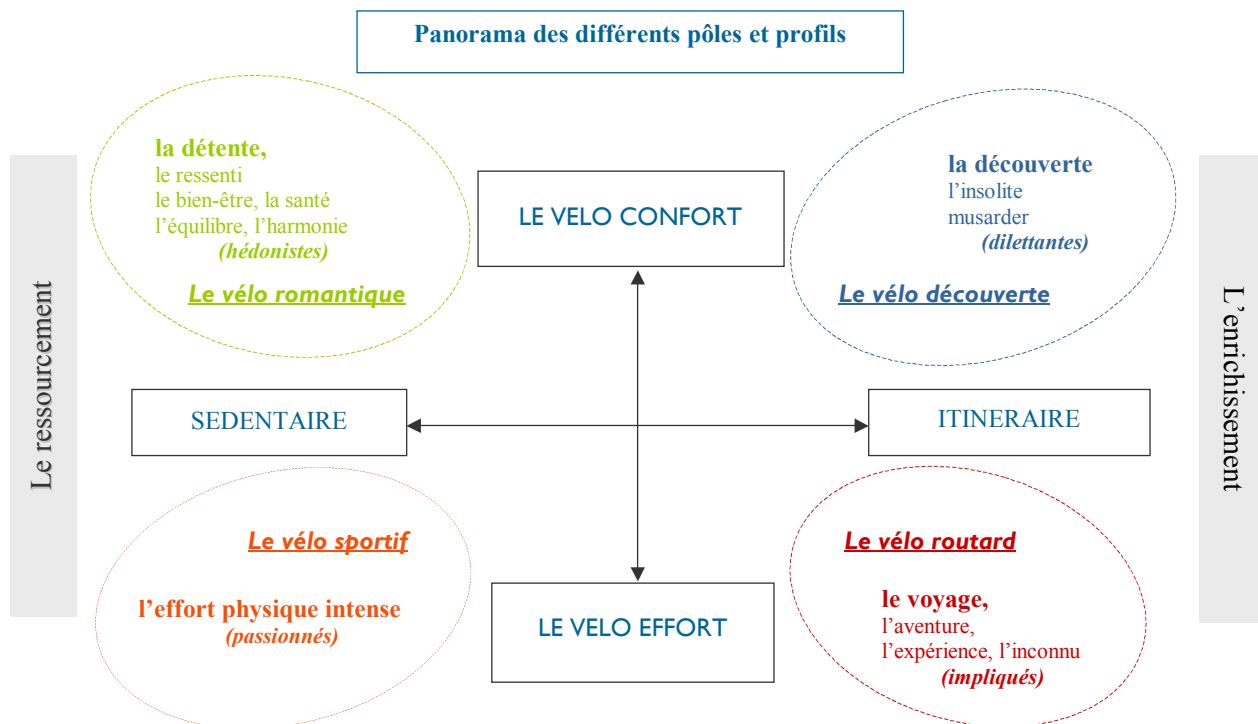 Panorama des différents pôles et profils
la détente,
le ressenti
le bien-être, la santé
l’équilibre, l’harmonie
(hédonistes)
Le vélo romantique
LE VELO CONFORT
la découverte
l’insolite
musarder
(dilettantes)
Le vélo découverte
Le ressourcement
SEDENTAIRE
ITINERAIRE
L’enrichissement
Le vélo sportif
l’effort physique intense
(passionnés)
LE VELO EFFORT
Le vélo routard
le voyage,
l’aventure,
l’expérience, l’inconnu
(impliqués)